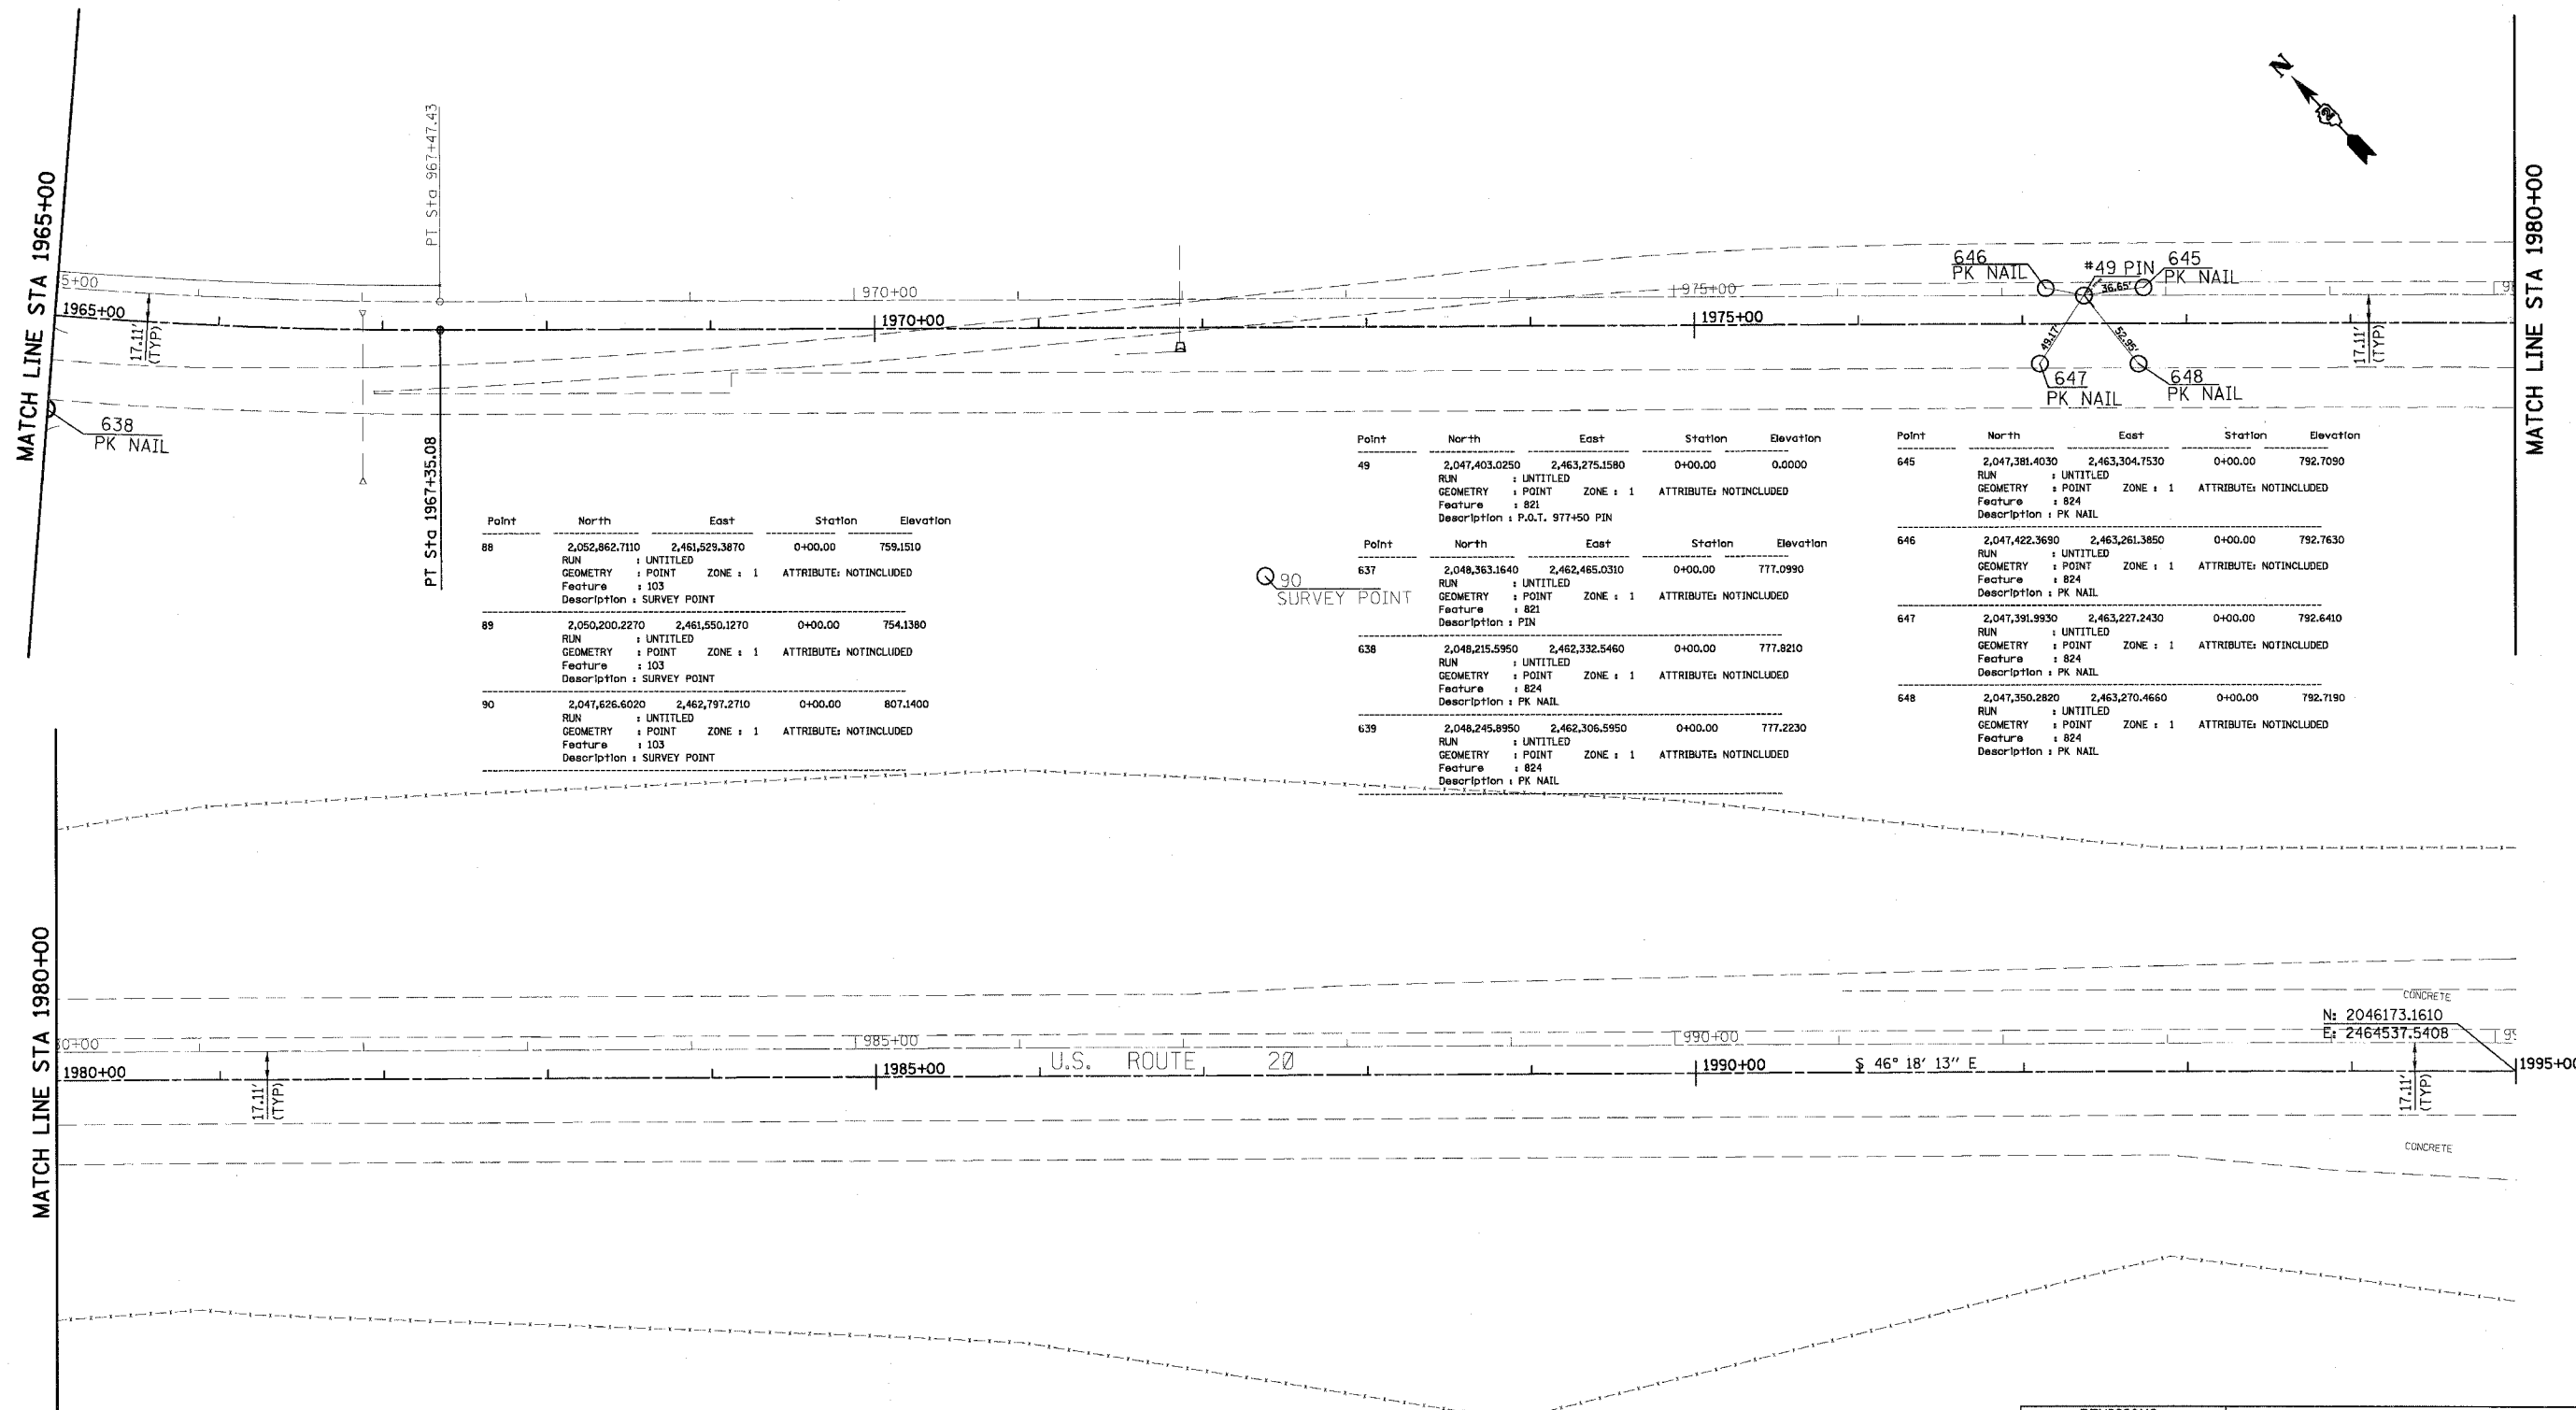 N
2
MATCH LINE STA 1965+00
PT Sta 967+47.43
PT Sta 1967+35.08
5+00
970+00
975+00
1965+00
1970+00
1975+00
17.11'
(TYP)
638
PK NAIL
646
PK NAIL
#49 PIN
36.65'
645
PK NAIL
49.17'
52.95'
647
PK NAIL
648
PK NAIL
17.11'
(TYP)
MATCH LINE STA 1980+00
90
SURVEY POINT
Point North East Station Elevation
88 2,052,862.7110 2,461,529.3870 0+00.00 759.1510
RUN : UNTITLED
GEOMETRY : POINT ZONE : 1 ATTRIBUTE: NOTINCLUDED
Feature : 103
Description : SURVEY POINT
89 2,050,200.2270 2,461,550.1270 0+00.00 754.1380
RUN : UNTITLED
GEOMETRY : POINT ZONE : 1 ATTRIBUTE: NOTINCLUDED
Feature : 103
Description : SURVEY POINT
90 2,047,626.6020 2,462,797.2710 0+00.00 807.1400
RUN : UNTITLED
GEOMETRY : POINT ZONE : 1 ATTRIBUTE: NOTINCLUDED
Feature : 103
Description : SURVEY POINT
Point North East Station Elevation
49 2,047,403.0250 2,463,275.1580 0+00.00 0.0000
RUN : UNTITLED
GEOMETRY : POINT ZONE : 1 ATTRIBUTE: NOTINCLUDED
Feature : 821
Description : P.O.T. 977+50 PIN
Point North East Station Elevation
637 2,048,363.1640 2,462,465.0310 0+00.00 777.0990
RUN : UNTITLED
GEOMETRY : POINT ZONE : 1 ATTRIBUTE: NOTINCLUDED
Feature : 821
Description : PIN
638 2,048,215.5950 2,462,332.5460 0+00.00 777.8210
RUN : UNTITLED
GEOMETRY : POINT ZONE : 1 ATTRIBUTE: NOTINCLUDED
Feature : 824
Description : PK NAIL
639 2,048,245.8950 2,462,306.5950 0+00.00 777.2230
RUN : UNTITLED
GEOMETRY : POINT ZONE : 1 ATTRIBUTE: NOTINCLUDED
Feature : 824
Description : PK NAIL
Point North East Station Elevation
645 2,047,381.4030 2,463,304.7530 0+00.00 792.7090
RUN : UNTITLED
GEOMETRY : POINT ZONE : 1 ATTRIBUTE: NOTINCLUDED
Feature : 824
Description : PK NAIL
646 2,047,422.3690 2,463,261.3850 0+00.00 792.7630
RUN : UNTITLED
GEOMETRY : POINT ZONE : 1 ATTRIBUTE: NOTINCLUDED
Feature : 824
Description : PK NAIL
647 2,047,391.9930 2,463,227.2430 0+00.00 792.6410
RUN : UNTITLED
GEOMETRY : POINT ZONE : 1 ATTRIBUTE: NOTINCLUDED
Feature : 824
Description : PK NAIL
648 2,047,350.2820 2,463,270.4660 0+00.00 792.7190
RUN : UNTITLED
GEOMETRY : POINT ZONE : 1 ATTRIBUTE: NOTINCLUDED
Feature : 824
Description : PK NAIL
MATCH LINE STA 1980+00
CONCRETE
N: 2046173.1610
E: 2464537.5408
0+00
985+00
990+00
U.S. ROUTE 20
1980+00
1985+00
1990+00
S 46° 18' 13" E
1995+00
17.11'
(TYP)
17.11'
(TYP)
CONCRETE